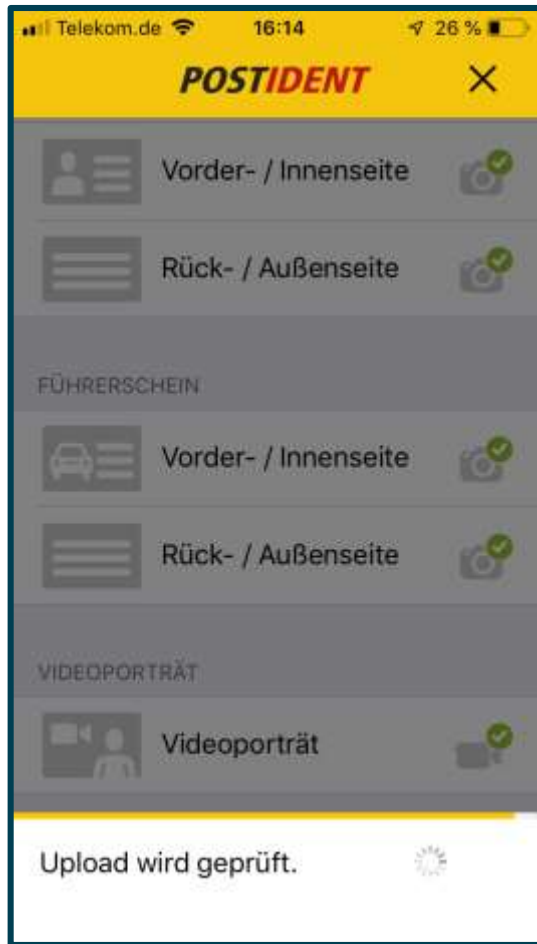 Telekom.de 16:14 26 %
POSTIDENT
Vorder- / Innenseite
Rück- / Außenseite
FÜHRERSCHEIN
Vorder- / Innenseite
Rück- / Außenseite
VIDEOPORTRÄT
Videoporträt
Upload wird geprüft.